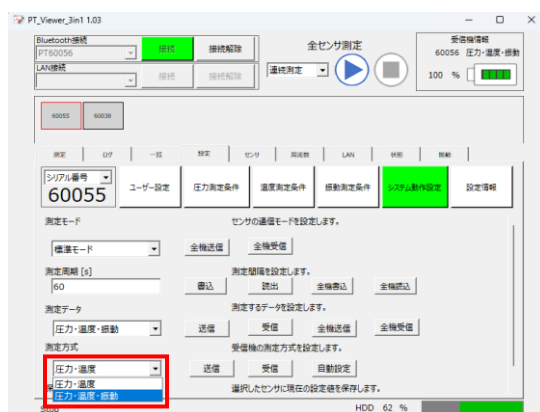 PT_Viewer_3in1 1.03
Bluetooth接続
PT60056
接続
接続解除
LAN接続
接続
接続解除
全センサ測定
連続測定
受信機情報
60056 圧力・温度・振動
100 %
60055 60038
測定 ログ 一括 設定 センサ 周波数 LAN 状態 振動
シリアル番号
60055
ユーザー設定 圧力測定条件 温度測定条件 振動測定条件 システム動作設定 設定情報
測定モード センサの通信モードを設定します。
標準モード 全機送信 全機受信
測定周期 [s] 測定間隔を設定します。
60 書込 読出 全機書込 全機読込
測定データ 測定するデータを設定します。
圧力・温度・振動 送信 受信 全機送信 全機受信
測定方式 受信機の測定方式を設定します。
圧力・温度 送信 受信 自動設定
圧力・温度
圧力・温度・振動
選択したセンサに現在の設定値を保存します。
Stop HDD 62 %